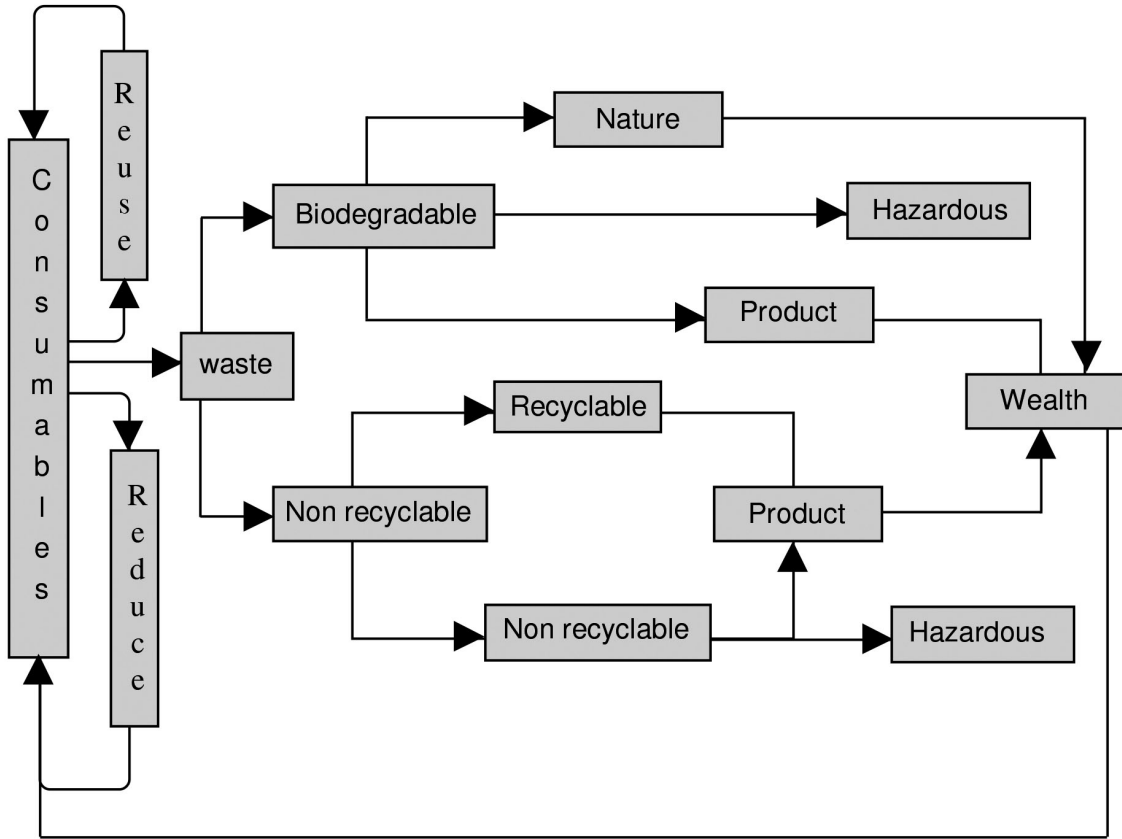 Reuse
Consumables
Nature
Biodegradable
Hazardous
Product
waste
Recyclable
Wealth
Reduce
Non recyclable
Product
Non recyclable
Hazardous